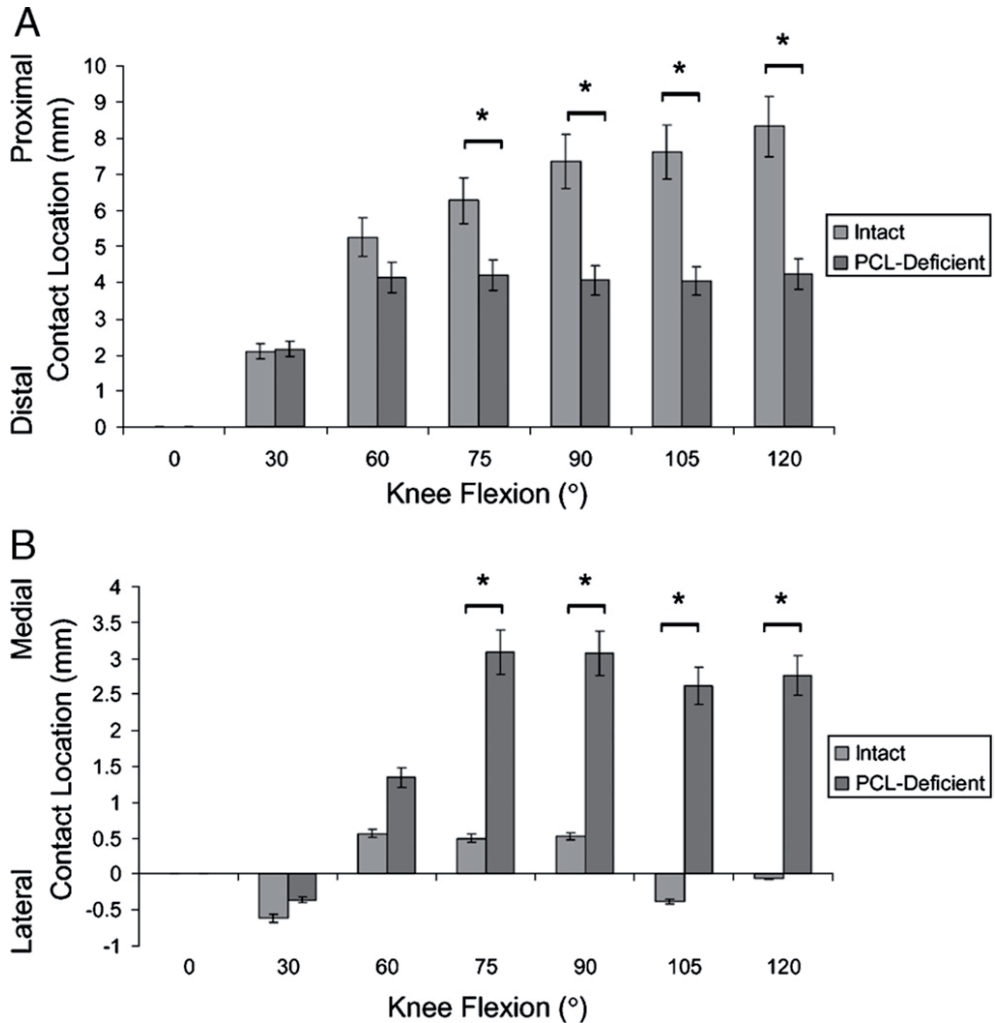 A
Proximal
Distal
Contact Location (mm)
10
9
8
7
6
5
4
3
2
1
0
* * * *
Intact
PCL-Deficient
0 30 60 75 90 105 120
Knee Flexion (°)
B
Medial
Lateral
Contact Location (mm)
4
3.5
3
2.5
2
1.5
1
0.5
0
-0.5
-1
* * * *
Intact
PCL-Deficient
0 30 60 75 90 105 120
Knee Flexion (°)